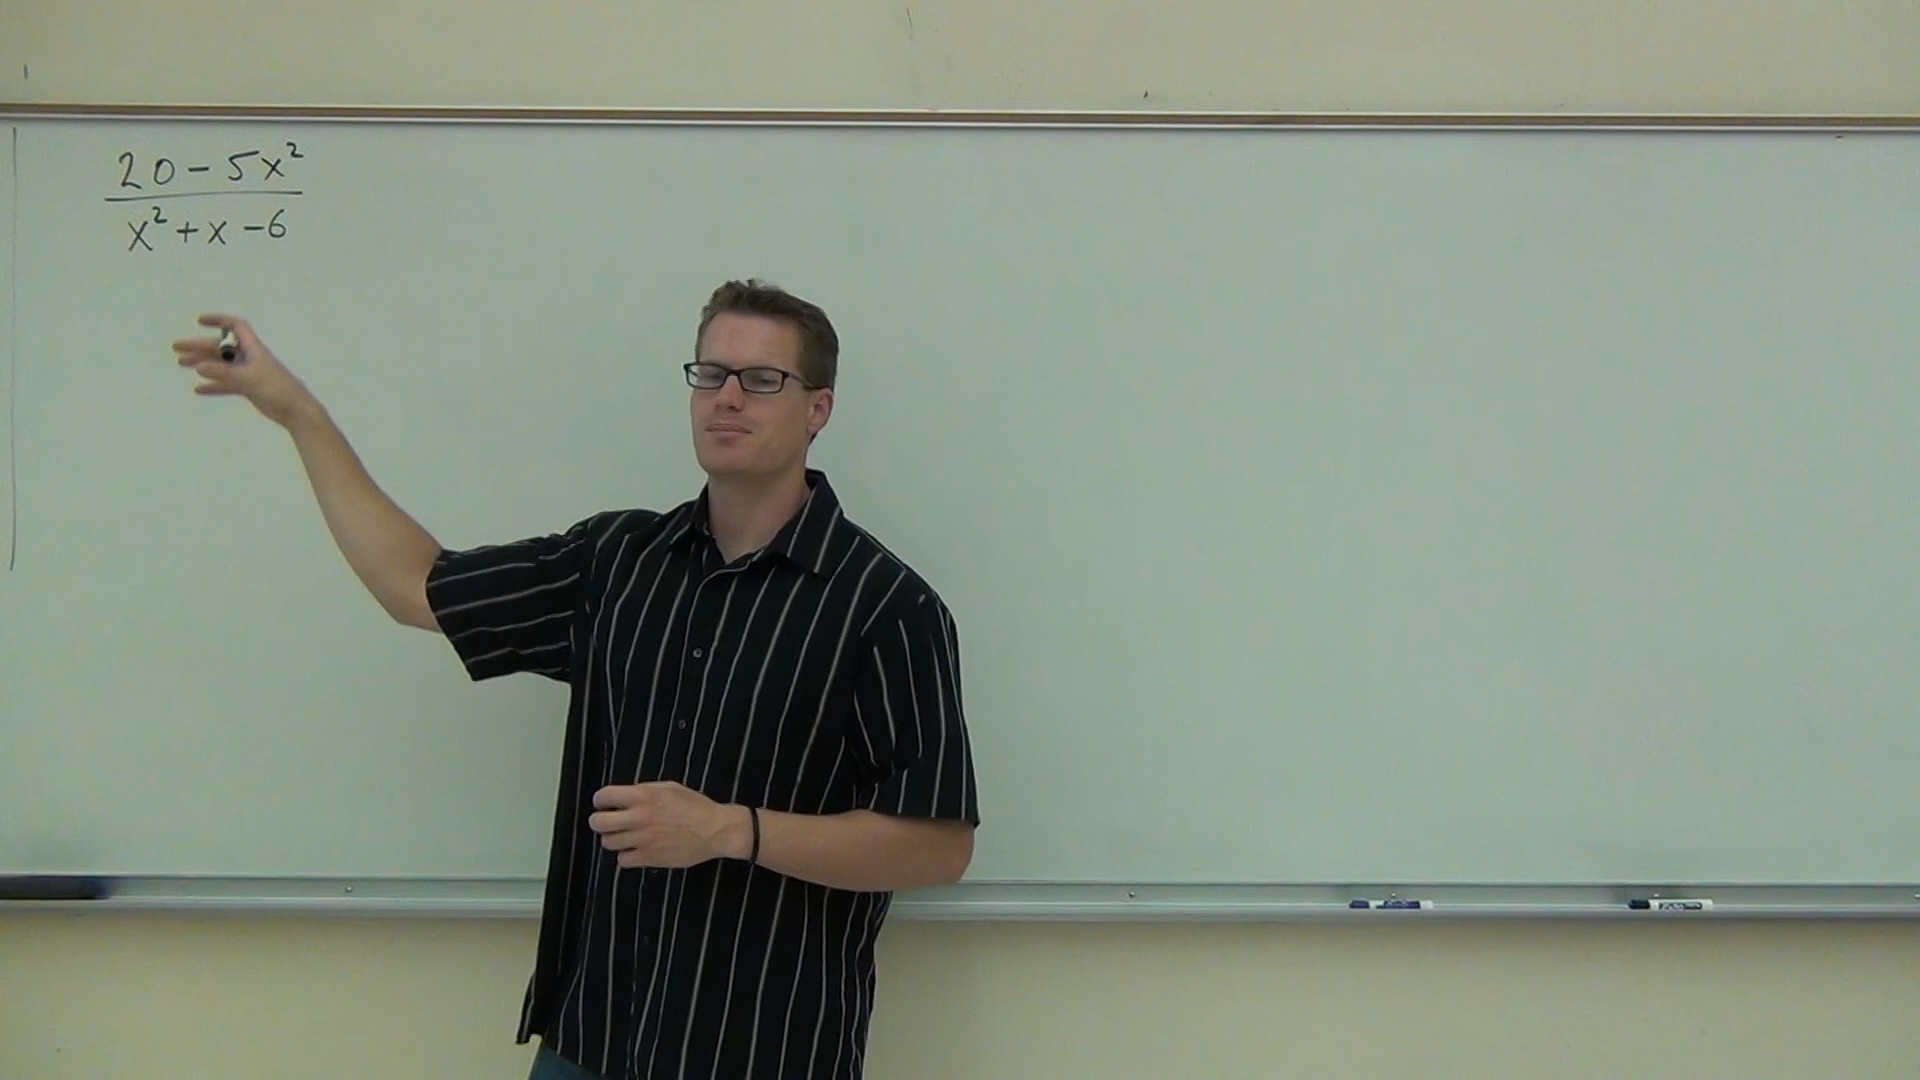 20 - 5x²
x² + x - 6